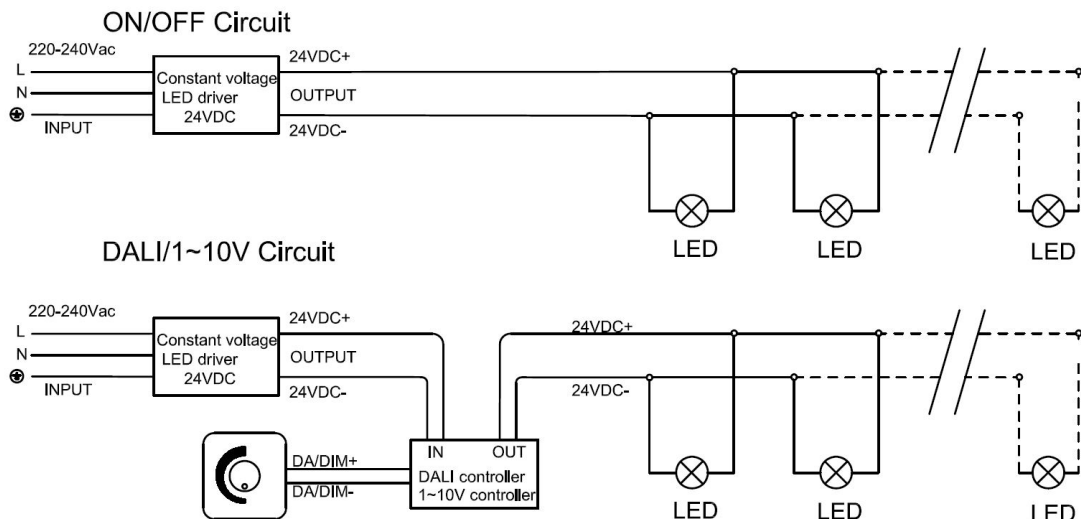 ON/OFF Circuit
220-240Vac
L
N
INPUT
Constant voltage
LED driver
24VDC
24VDC+
OUTPUT
24VDC-
LED
LED
LED
DALI/1~10V Circuit
220-240Vac
L
N
INPUT
Constant voltage
LED driver
24VDC
24VDC+
OUTPUT
24VDC-
24VDC+
24VDC-
IN OUT
DALI controller
1~10V controller
DA/DIM+
DA/DIM-
LED
LED
LED